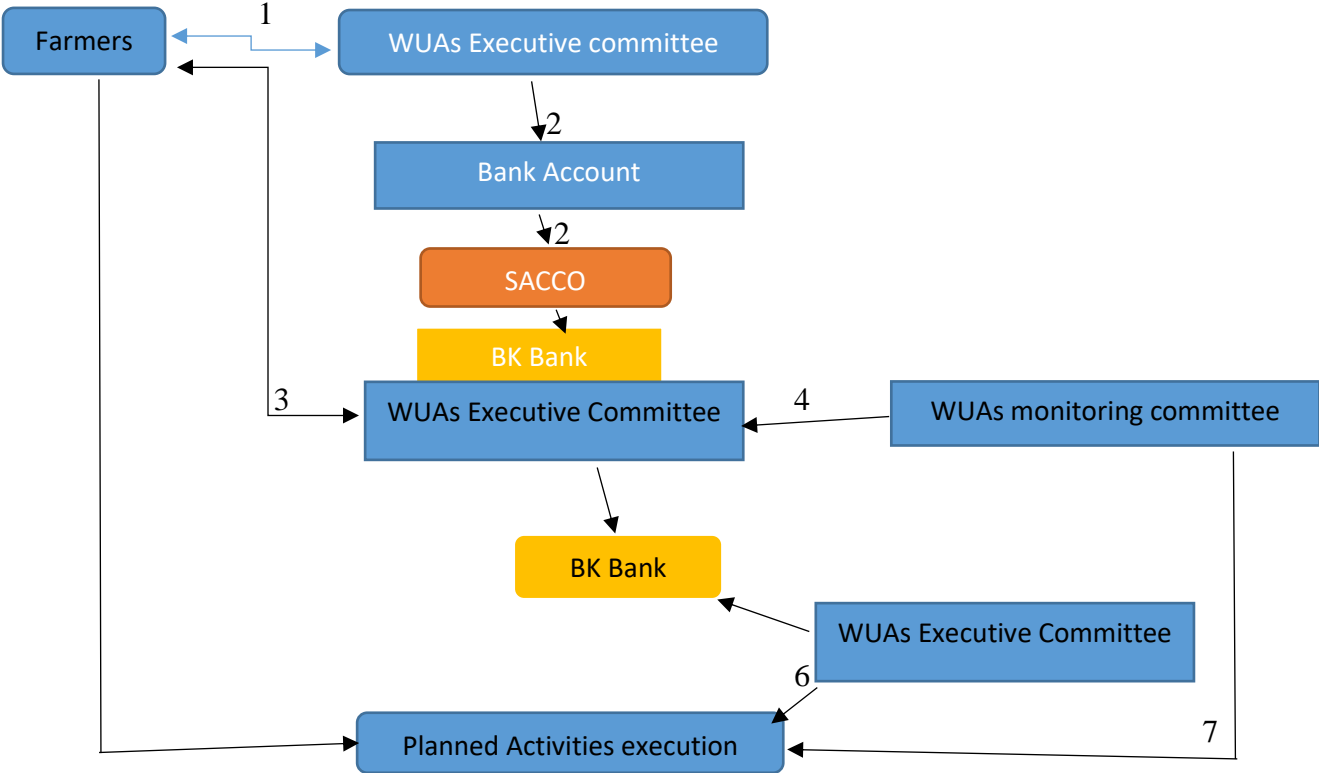 1
Farmers
WUAs Executive committee
2
Bank Account
2
SACCO
BK Bank
3
WUAs Executive Committee
4
WUAs monitoring committee
BK Bank
WUAs Executive Committee
6
7
Planned Activities execution